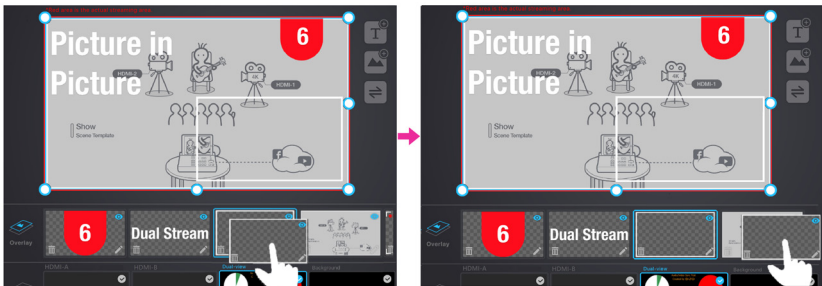 Picture in
Picture
6
HDMI-2
4K
HDMI-1
Show
Scene Template
T
Overlay
6
Dual Stream
HDMI-A
HDMI-B
Dual-view
Background
Picture in
Picture
6
HDMI-2
4K
HDMI-1
Show
Scene Template
T
Overlay
6
Dual Stream
HDMI-A
HDMI-B
Dual-view
Background